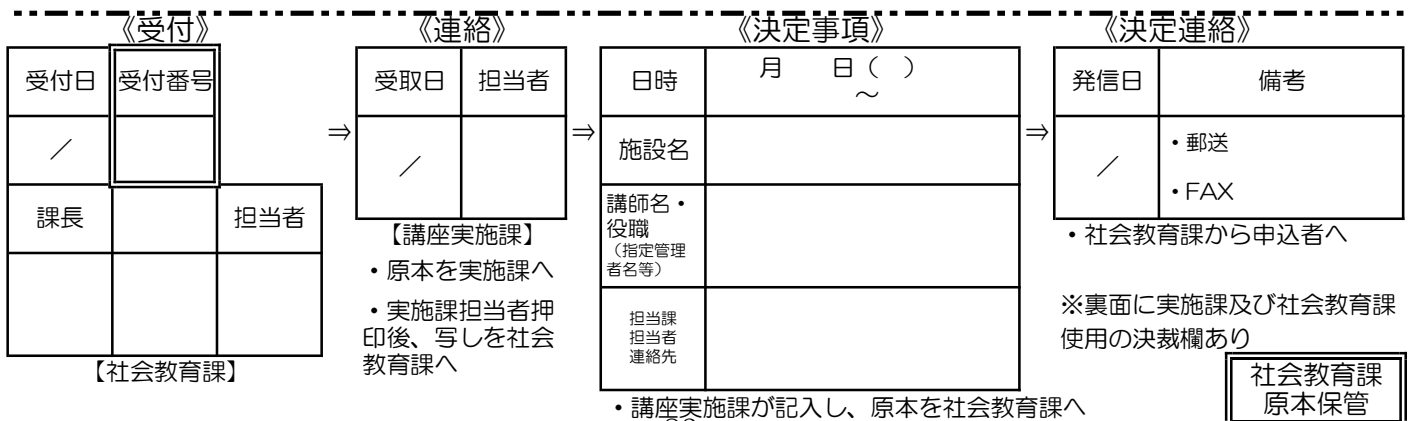 《受付》
受付日 受付番号
／
課長 担当者
【社会教育課】
⇒
《連絡》
受取日 担当者
／
【講座実施課】
・原本を実施課へ
・実施課担当者押
印後、写しを社会
教育課へ
⇒
《決定事項》
日時 月 日（ ）
～
施設名
講師名・
役職
（指定管理
者名等）
担当課
担当者
連絡先
・講座実施課が記入し、原本を社会教育課へ
⇒
《決定連絡》
発信日 備考
／
・郵送
・FAX
・社会教育課から申込者へ
※裏面に実施課及び社会教育課
使用の決裁欄あり
社会教育課
原本保管